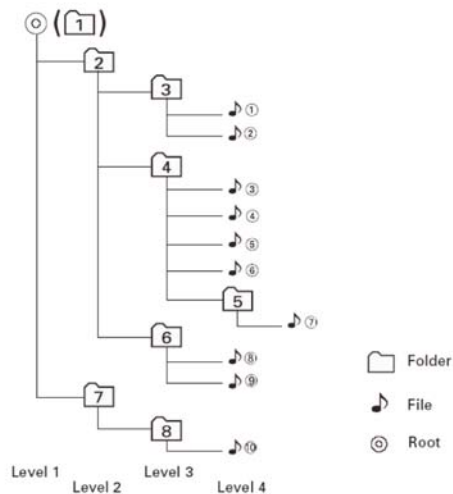 (1)
2
3
①
②
4
③
④
⑤
⑥
5
⑦
6
⑧
⑨
7
8
⑩
Folder
File
Root
Level 1
Level 2
Level 3
Level 4